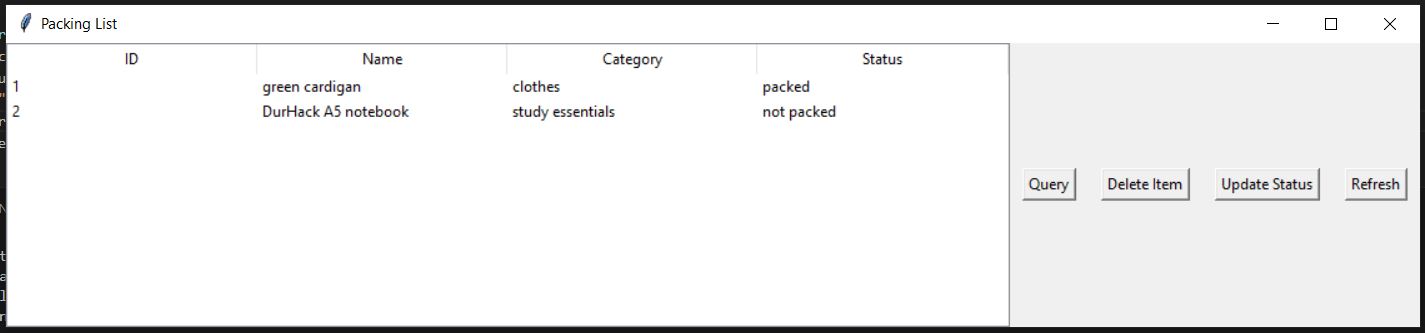 Packing List
ID Name Category Status
1 green cardigan clothes packed
2 DurHack A5 notebook study essentials not packed
Query Delete Item Update Status Refresh